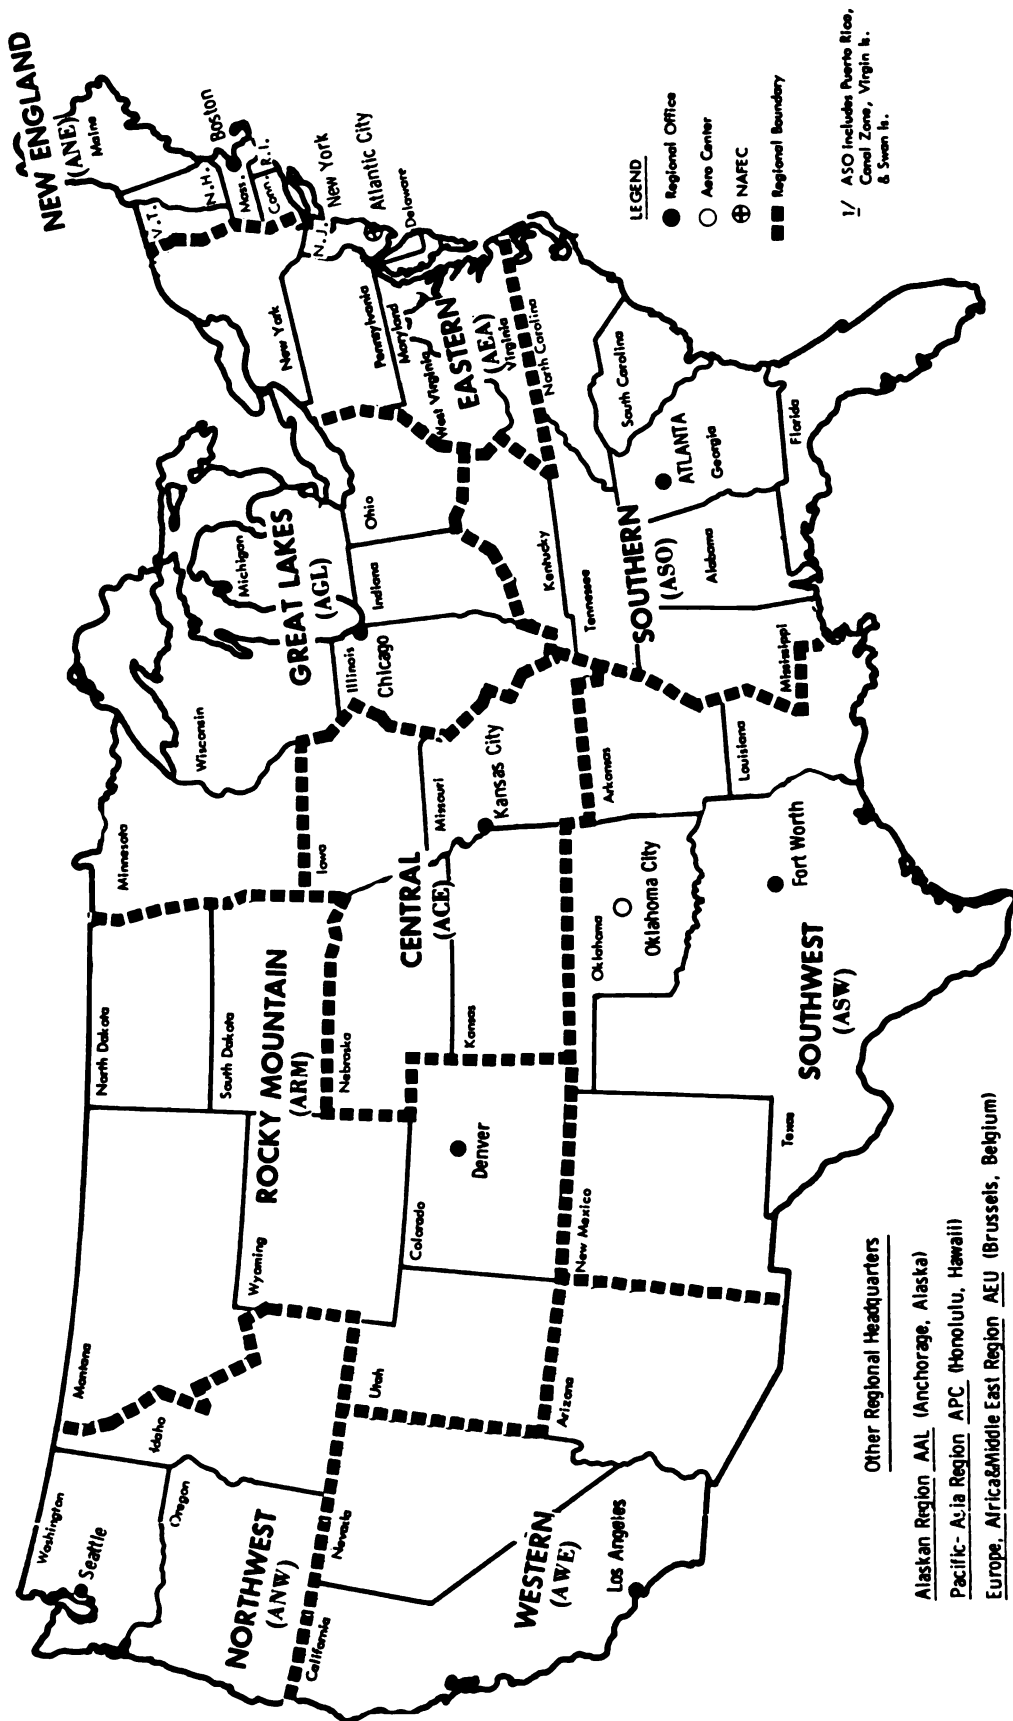 NEW ENGLAND
(ANE)
Maine
V.T.
N.H.
Boston
Mass.
Conn.
R.I.
New York
N.J.
New York
Atlantic City
Delaware
Pennsylvania
Maryland
West Virginia
EASTERN
(AEA)
Virginia
North Carolina
South Carolina
ATLANTA
Georgia
Florida
SOUTHERN
(ASO)
Alabama
Tennessee
Kentucky
Mississippi
GREAT LAKES
(AGL)
Michigan
Ohio
Indiana
Illinois
Chicago
Wisconsin
Minnesota
Iowa
Missouri
Kansas City
CENTRAL
(ACE)
Nebraska
Kansas
Arkansas
Louisiana
Oklahoma
Oklahoma City
Fort Worth
SOUTHWEST
(ASW)
Texas
New Mexico
North Dakota
South Dakota
ROCKY MOUNTAIN
(ARM)
Wyoming
Colorado
Denver
Montana
Utah
Idaho
Washington
Seattle
Oregon
NORTHWEST
(ANW)
Nevada
California
WESTERN
(AWE)
Los Angeles
Arizona
LEGEND
Regional Office
Aero Center
NAFEC
Regional Boundary
1/ ASO Includes Puerto Rico,
Canal Zone, Virgin Is.
& Swan Is.
Other Regional Headquarters
Alaskan Region AAL (Anchorage, Alaska)
Pacific- Asia Region APC (Honolulu, Hawaii)
Europe, Africa&Middle East Region AEU (Brussels, Belgium)